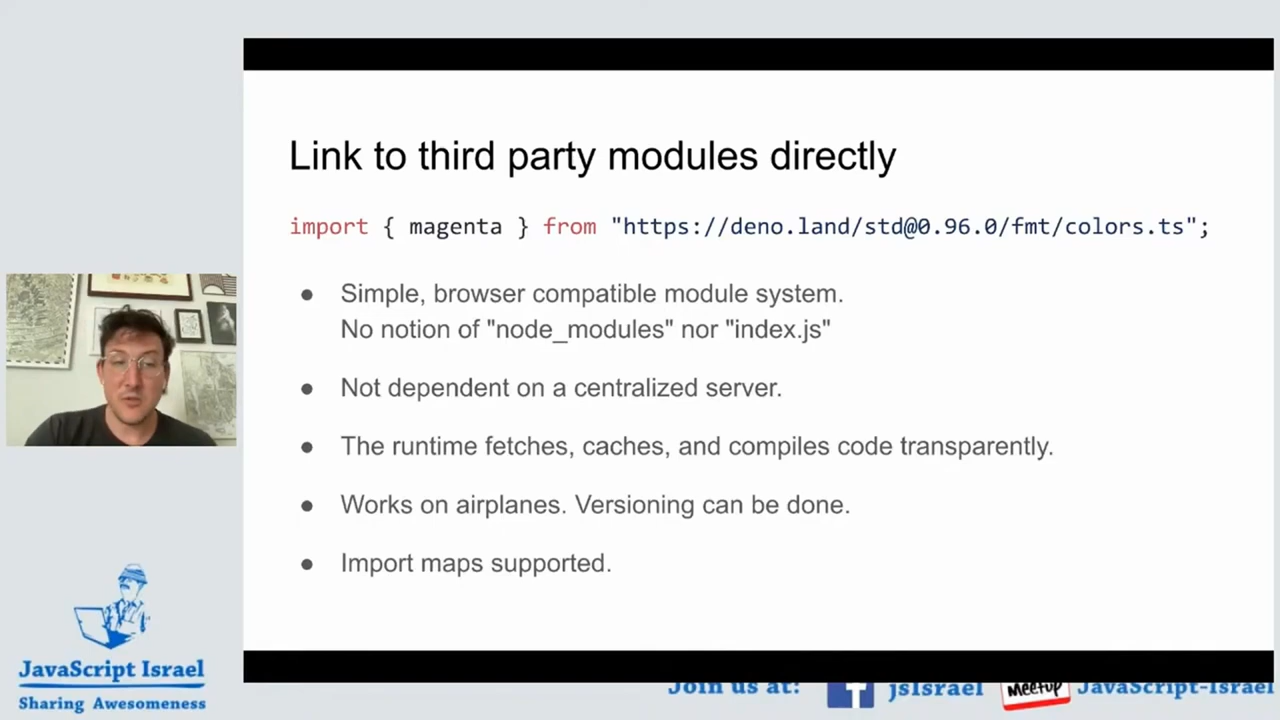 Link to third party modules directly
import { magenta } from "https://deno.land/std@0.96.0/fmt/colors.ts";
● Simple, browser compatible module system.
No notion of "node_modules" nor "index.js"
● Not dependent on a centralized server.
● The runtime fetches, caches, and compiles code transparently.
● Works on airplanes. Versioning can be done.
● Import maps supported.
JavaScript Israel
Sharing Awesomeness
Join us at: f jsIsrael Meetup JavaScript-Israel